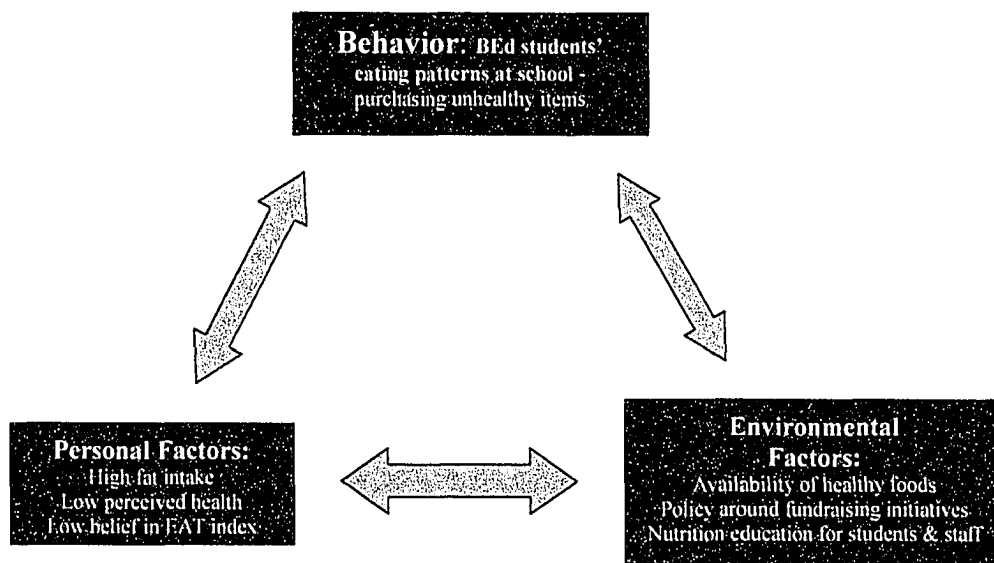 Behavior: BEd students'
eating patterns at school -
purchasing unhealthy items
Personal Factors:
High fat intake
Low perceived health
Low belief in EAT index
Environmental
Factors:
Availability of healthy foods
Policy around fundraising initiatives
Nutrition education for students & staff